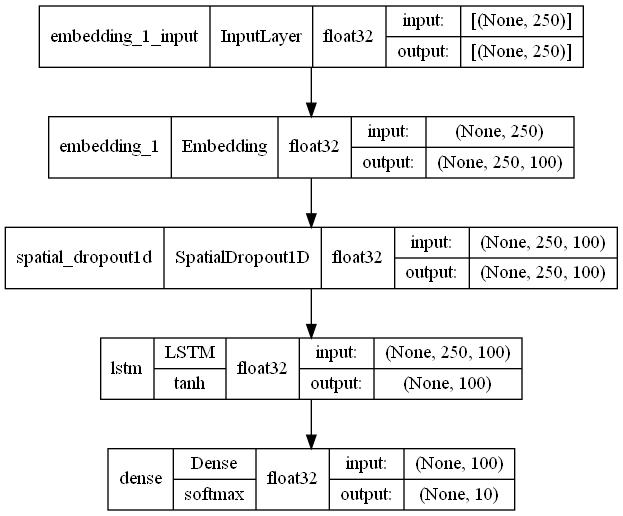 embedding_1_input InputLayer float32 input: [(None, 250)]
output: [(None, 250)]
embedding_1 Embedding float32 input: (None, 250)
output: (None, 250, 100)
spatial_dropout1d SpatialDropout1D float32 input: (None, 250, 100)
output: (None, 250, 100)
lstm LSTM float32 input: (None, 250, 100)
tanh output: (None, 100)
dense Dense float32 input: (None, 100)
softmax output: (None, 10)